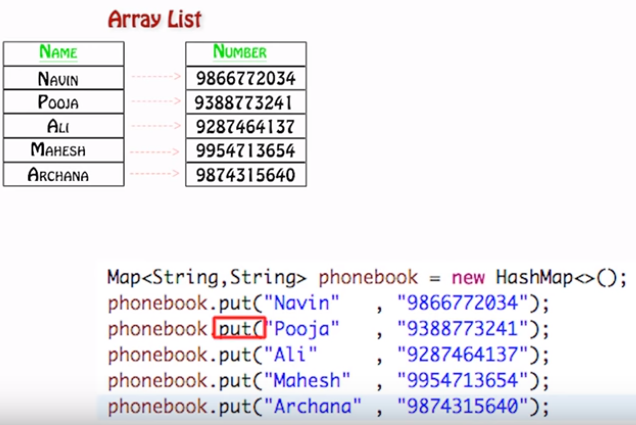 Array List
Name Number
Navin 9866772034
Pooja 9388773241
Ali 9287464137
Mahesh 9954713654
Archana 9874315640
Map<String,String> phonebook = new HashMap<>();
phonebook.put("Navin" , "9866772034");
phonebook.put("Pooja" , "9388773241");
phonebook.put("Ali" , "9287464137");
phonebook.put("Mahesh" , "9954713654");
phonebook.put("Archana" , "9874315640");